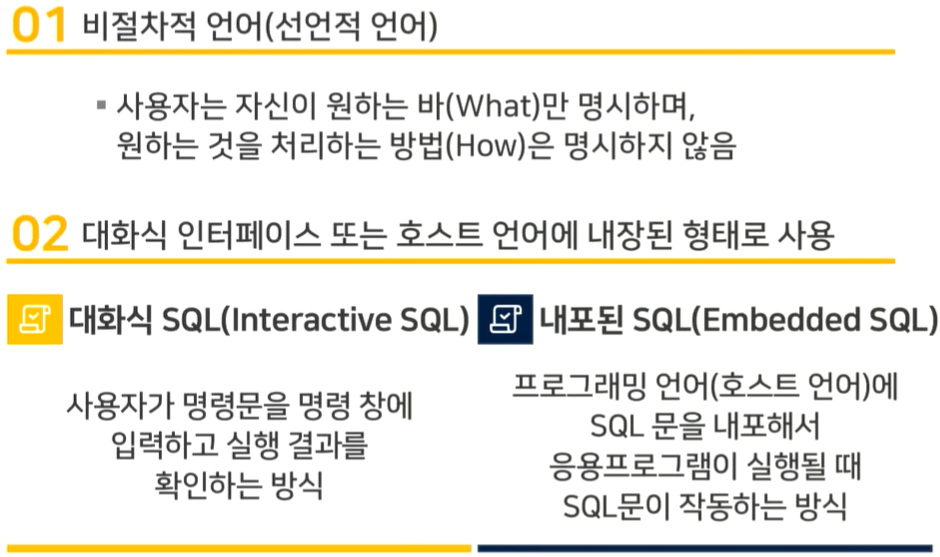 01 비절차적 언어(선언적 언어)
▪ 사용자는 자신이 원하는 바(What)만 명시하며,
원하는 것을 처리하는 방법(How)은 명시하지 않음
02 대화식 인터페이스 또는 호스트 언어에 내장된 형태로 사용
대화식 SQL(Interactive SQL)
사용자가 명령문을 명령 창에
입력하고 실행 결과를
확인하는 방식
내포된 SQL(Embedded SQL)
프로그래밍 언어(호스트 언어)에
SQL 문을 내포해서
응용프로그램이 실행될 때
SQL문이 작동하는 방식